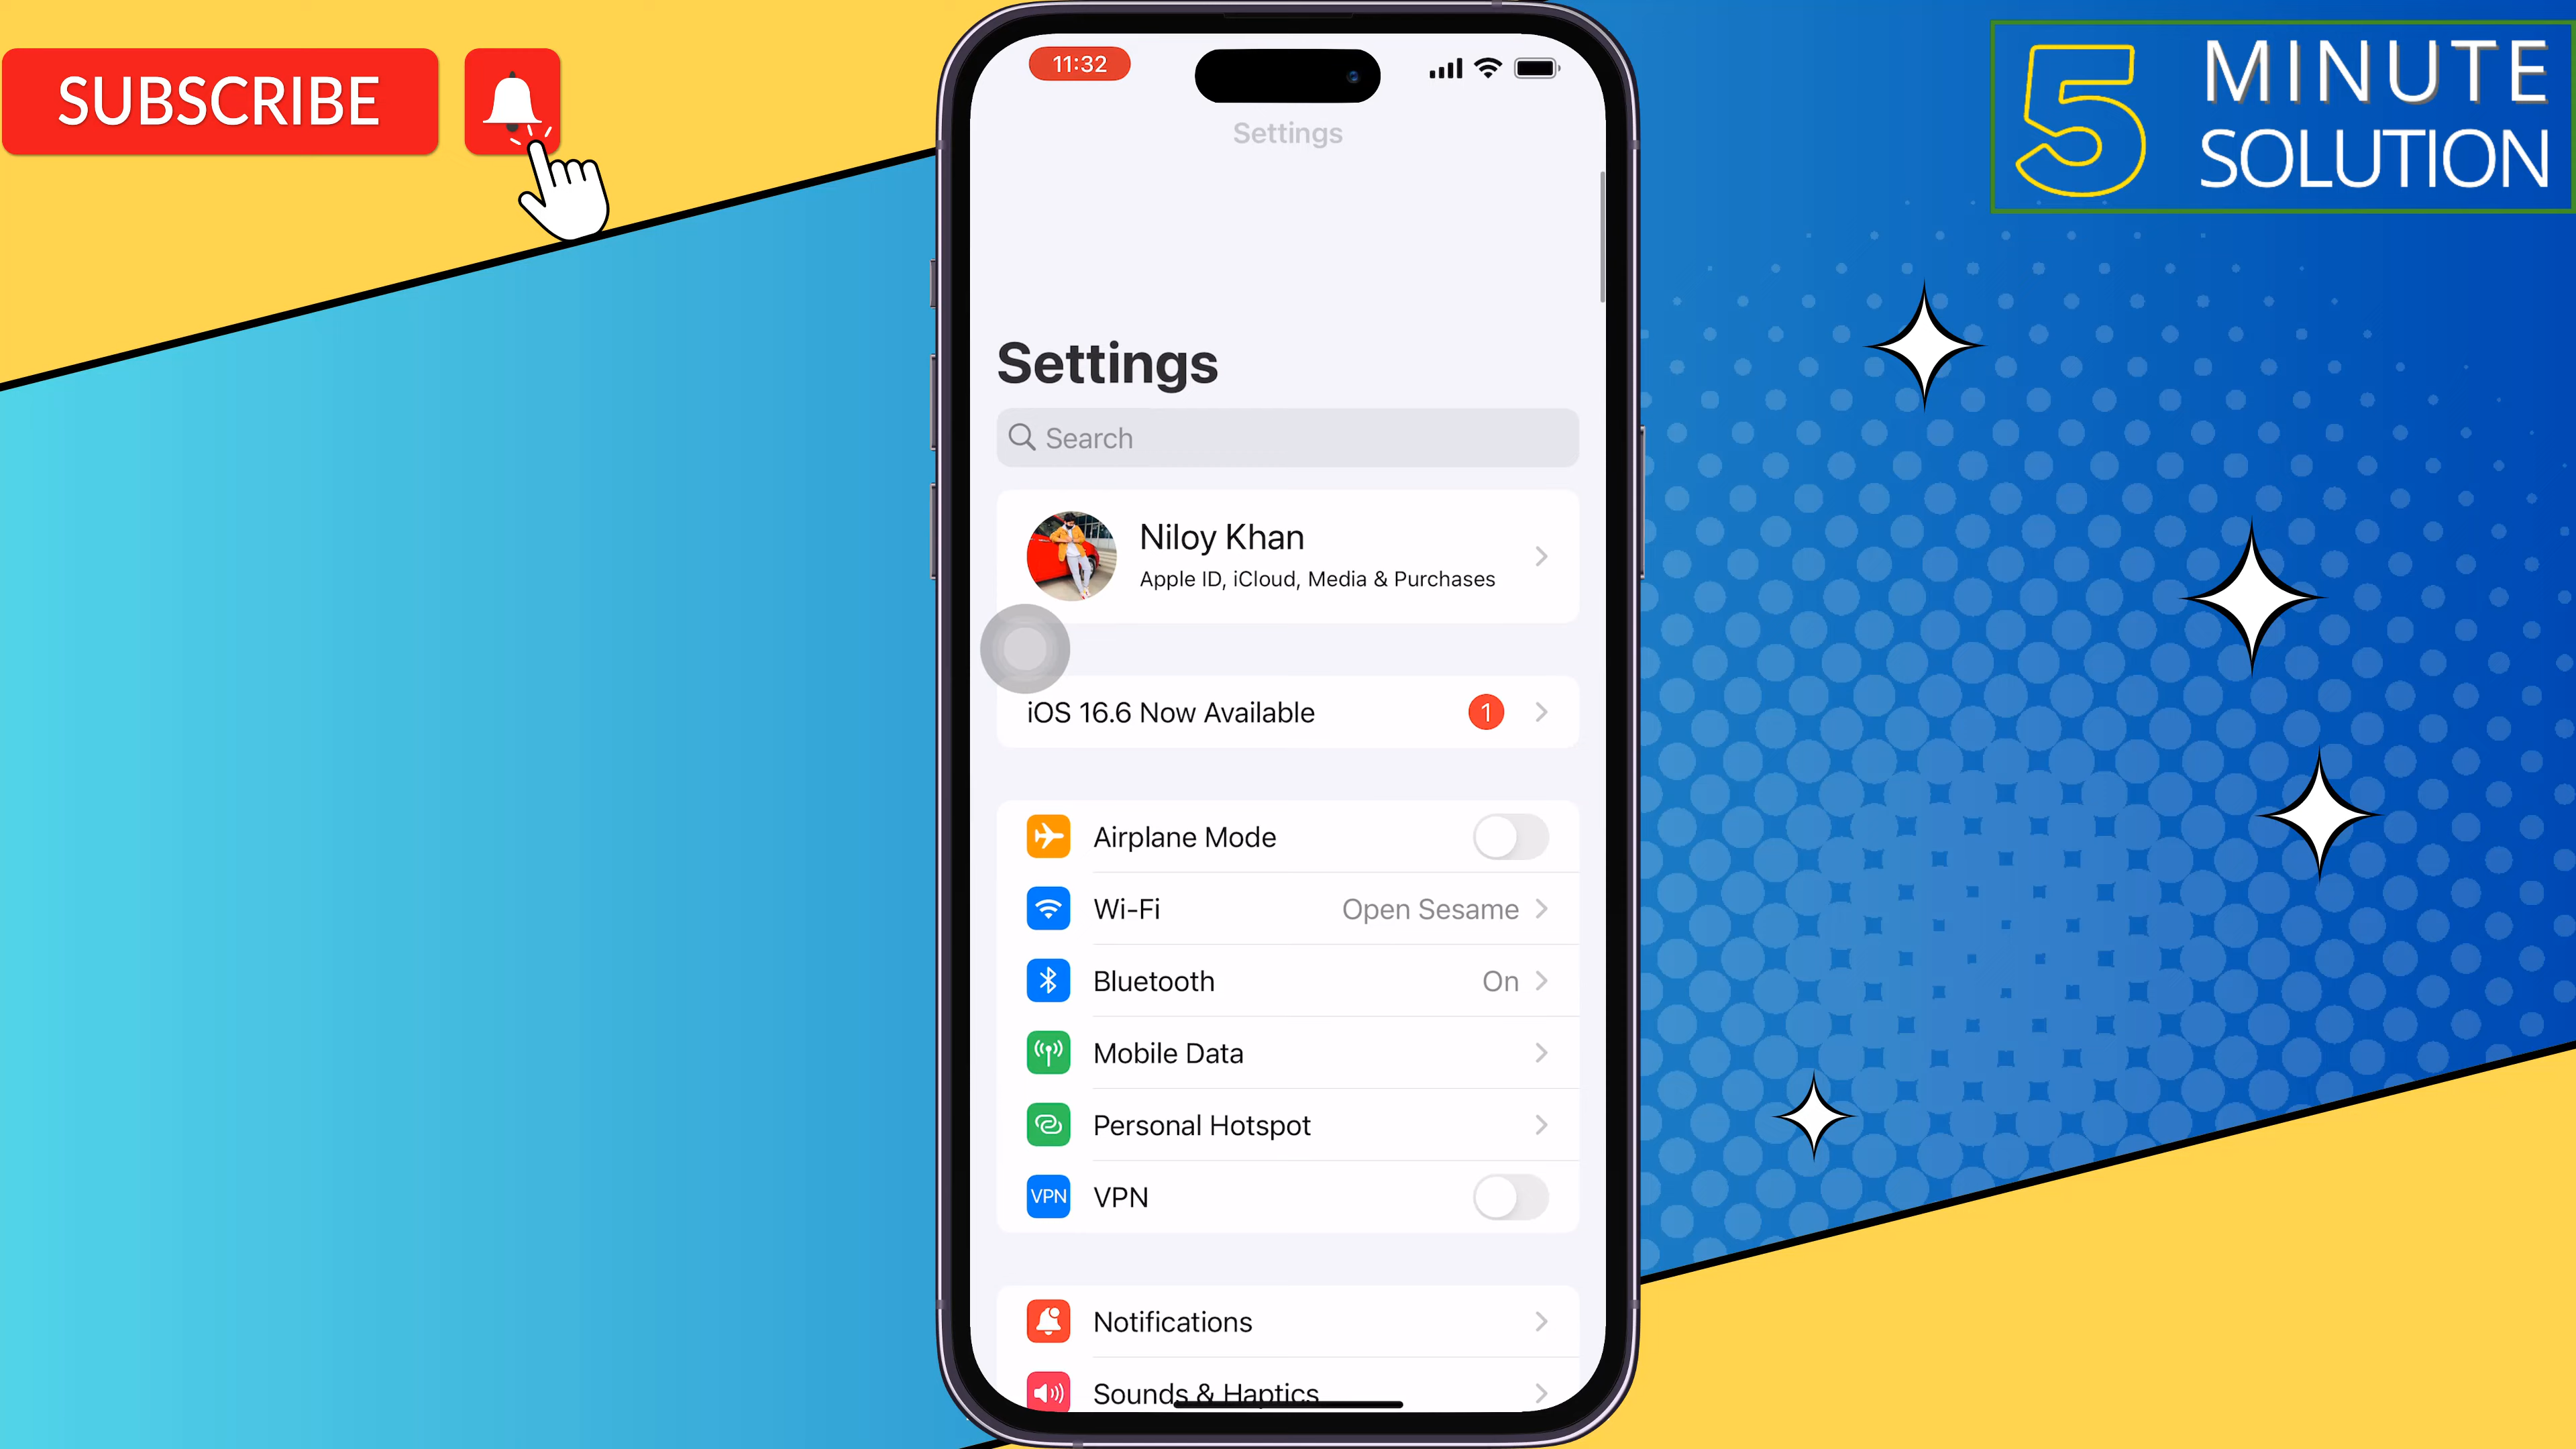 SUBSCRIBE
5 MINUTE
SOLUTION
11:32
Settings
Settings
Search
Niloy Khan
Apple ID, iCloud, Media & Purchases
iOS 16.6 Now Available 1
Airplane Mode
Wi-Fi Open Sesame
Bluetooth On
Mobile Data
Personal Hotspot
VPN VPN
Notifications
Sounds & Haptics